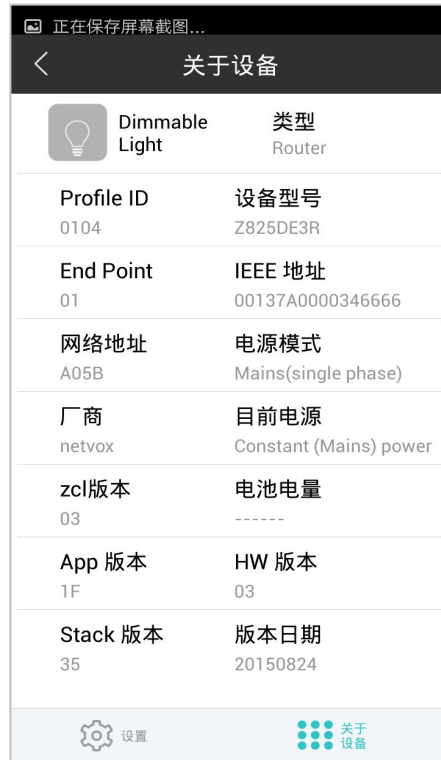 正在保存屏幕截图...
关于设备
Dimmable
Light
类型
Router
Profile ID
设备型号
0104
Z825DE3R
End Point
IEEE 地址
01
00137A0000346666
网络地址
电源模式
A05B
Mains(single phase)
厂商
目前电源
netvox
Constant (Mains) power
zcl版本
电池电量
03
------
App 版本
HW 版本
1F
03
Stack 版本
版本日期
35
20150824
设置
关于
设备